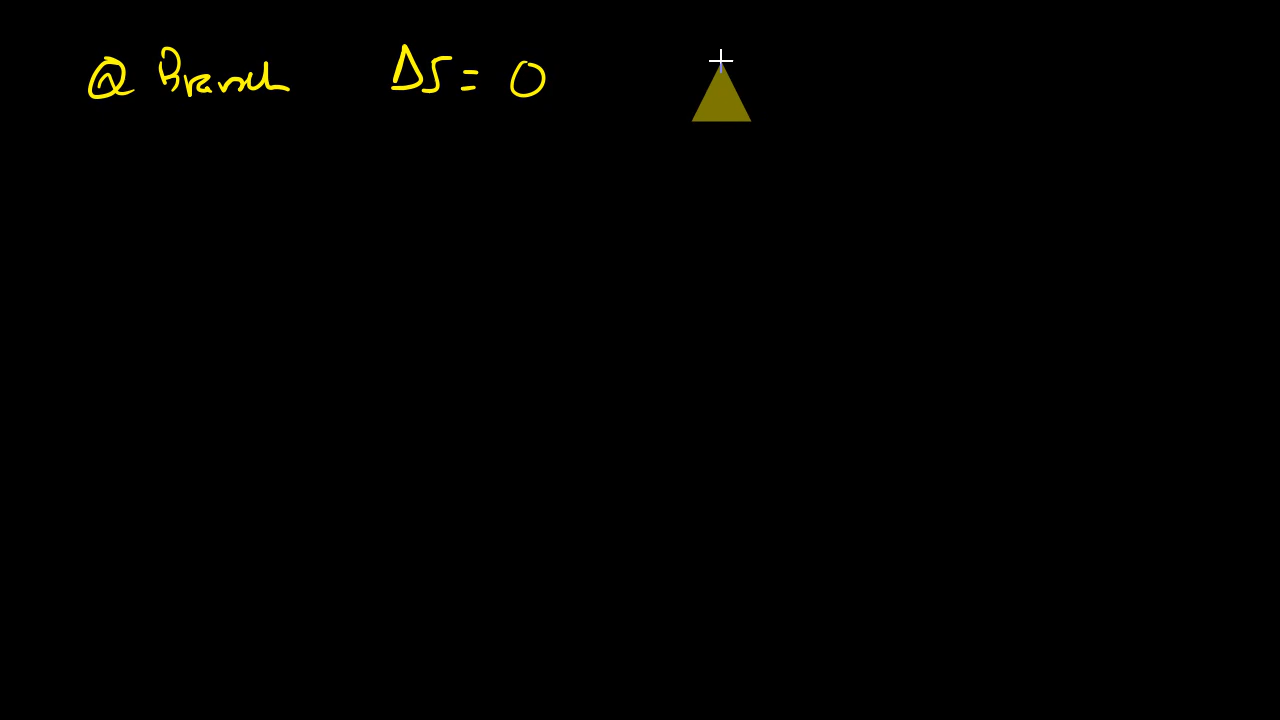 @ Branch ΔS = 0